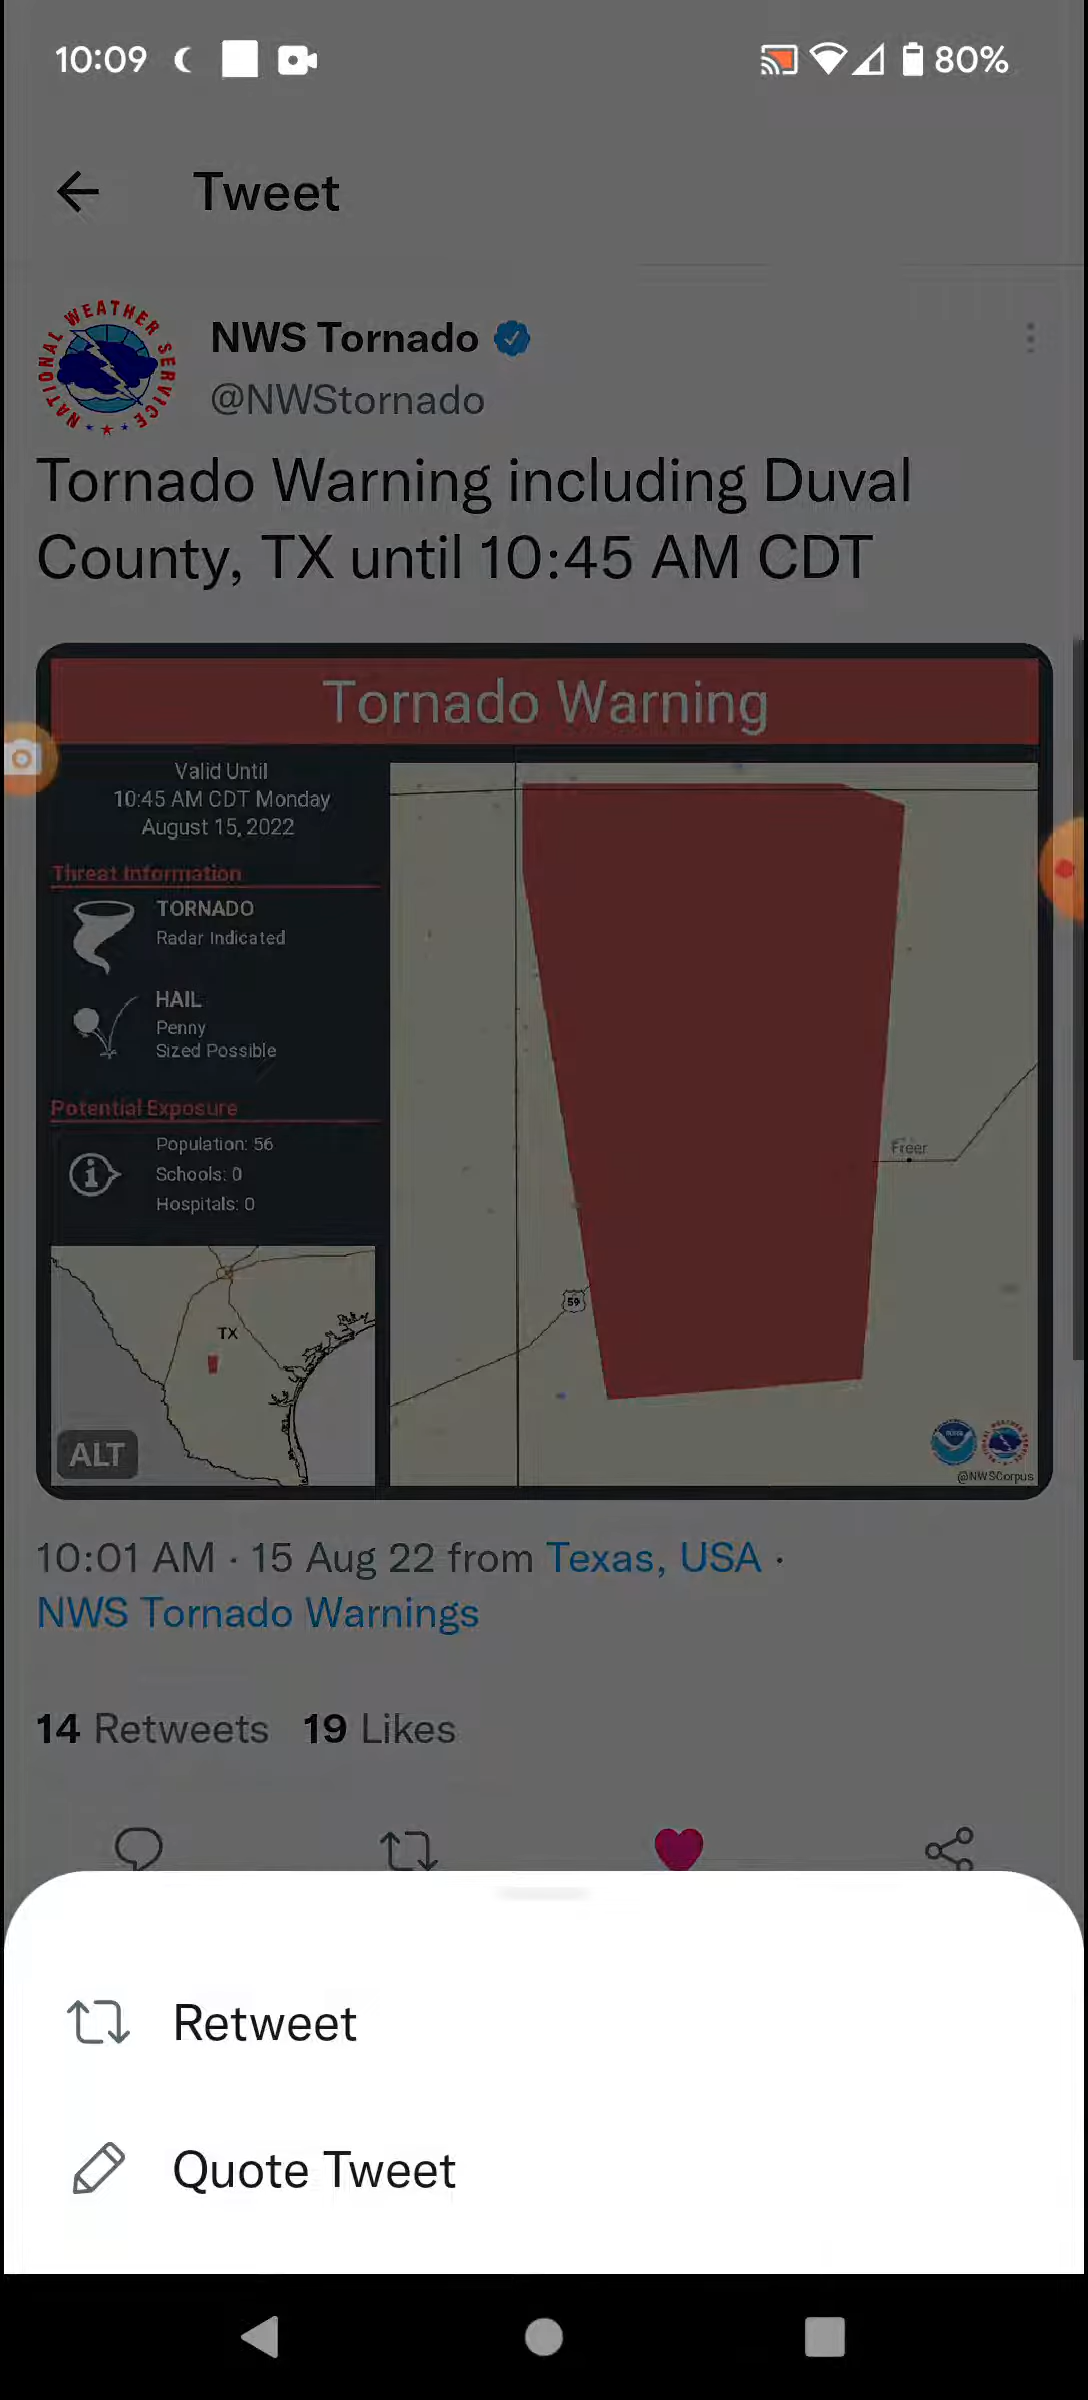 10:09
80%
Tweet
NATIONAL WEATHER SERVICE
NWS Tornado
@NWStornado
Tornado Warning including Duval
County, TX until 10:45 AM CDT
Tornado Warning
Valid Until
10:45 AM CDT Monday
August 15, 2022
Threat Information
TORNADO
Radar Indicated
HAIL
Penny
Sized Possible
Potential Exposure
Population: 56
Schools: 0
Hospitals: 0
Freer
59
TX
ALT
@NWSCorpus
10:01 AM · 15 Aug 22 from Texas, USA ·
NWS Tornado Warnings
14 Retweets 19 Likes
Retweet
Quote Tweet